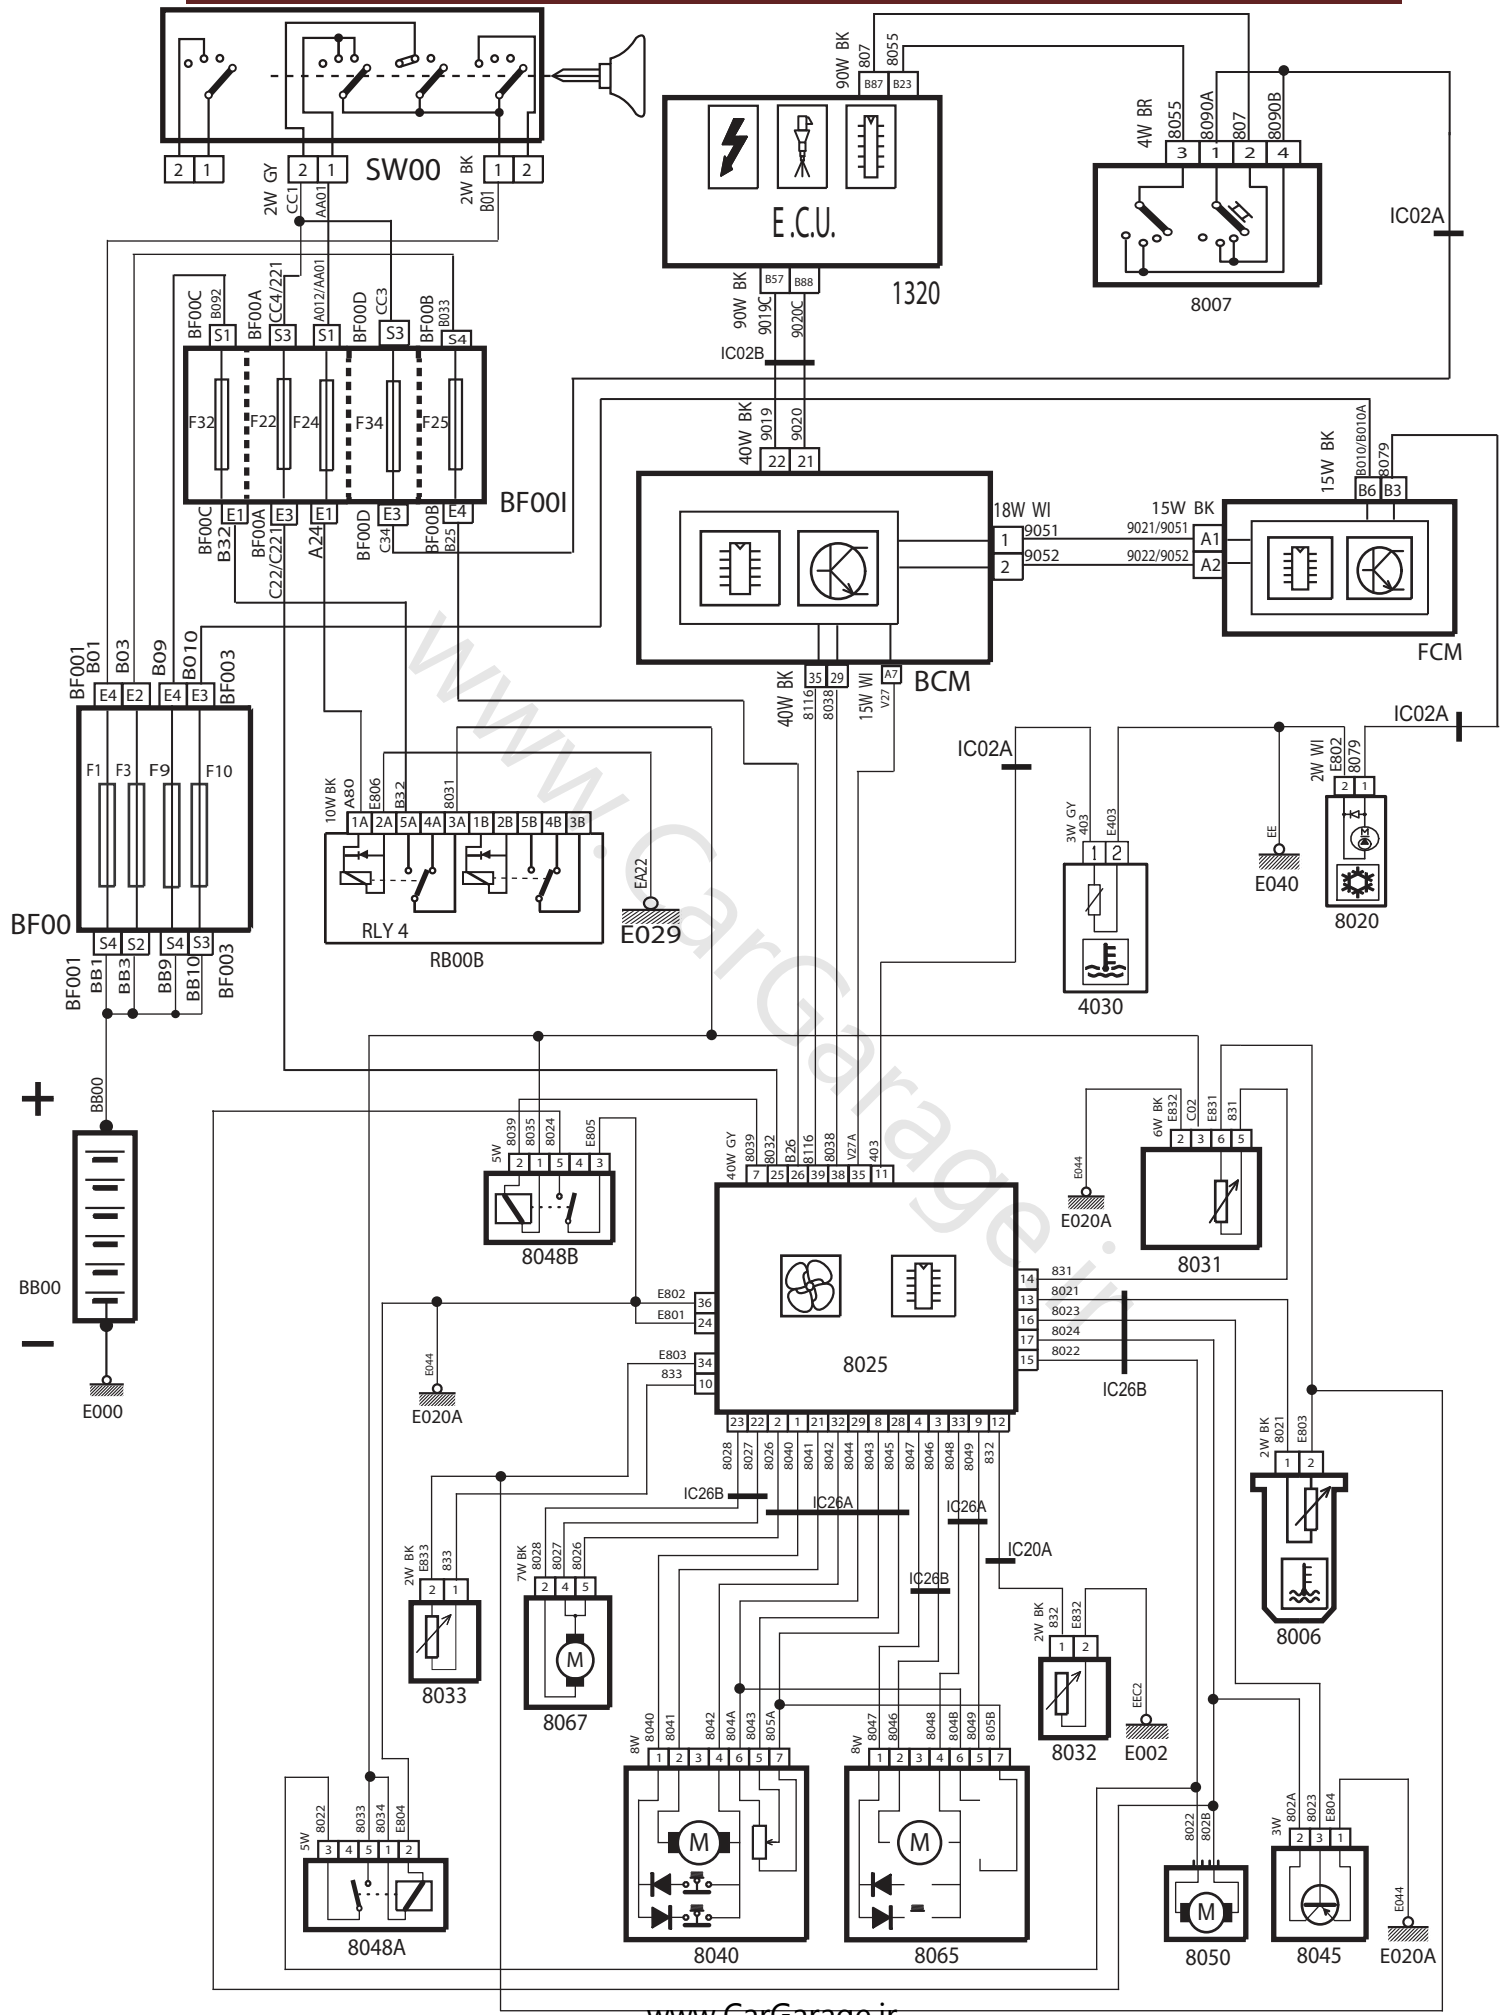 2 1
2 1
SW00
1 2
2W GY
CC1
AA01
2W BK
B01
90W BK
807
8055
B87 B23
E.C.U.
1320
B57 B88
90W BK
9019C
9020C
IC02B
4W BR
8055
8090A
807
8090B
3 1 2 4
8007
IC02A
BF00C
B092
BF00A
CC4/221
A012/AA01
BF00D
CC3
BF00B
B033
S1 S3 S1 S3 S4
F32 F22 F24 F34 F25
BF00I
E1 E3 E1 E3 E4
BF00C
B32
BF00A
C22/C221
A24
BF00D
C34
BF00B
B25
40W BK
9019
9020
22 21
18W WI
1 9051
2 9052
15W BK
9021/9051 A1
9022/9052 A2
15W BK
B010/B010A
8079
B6 B3
FCM
35 29 A7
BCM
40W BK
8116
8038
15W WI
V27
BF001
B01
B03
B09
B010
BF003
E4 E2 E4 E3
F1 F3 F9 F10
BF00
S4 S2 S4 S3
BF001
BB1
BB3
BB9
BB10
BF003
10W BK
A80
E806
B32
8031
1A 2A 5A 4A 3A 1B 2B 5B 4B 3B
RLY 4
RB00B
EA22
E029
IC02A
3W GY
403
E403
1 2
4030
EE
E040
IC02A
2W WI
E802
8079
2 1
8020
+
BB00
BB00
–
E000
5W
8039
8035
8024
E805
2 1 5 4 3
8048B
40W GY
8039
8032
B26
8116
8038
V27A
403
7 25 26 39 38 35 11
8025
E802 36
E801 24
E803 34
833 10
E044
E020A
14 831
13 8021
16 8023
17 8024
15 8022
IC26B
E044
E020A
6W BK
E832
C02
E831
831
2 3 6 5
8031
23 22 2 1 21 32 29 8 28 4 3 33 9 12
8028
8027
8026
8040
8041
8042
8044
8043
8045
8047
8046
8048
8049
832
IC26B
IC26A
IC26A
IC26B
IC20A
2W BK
8021
E803
1 2
8006
2W BK
E833
833
2 1
8033
7W BK
8028
8027
8026
2 4 5
M
8067
2W BK
832
E832
1 2
8032
EEC2
E002
5W
8022
8033
8034
E804
3 4 5 1 2
8048A
8W
8040
8041
8042
804A
8043
805A
1 2 3 4 6 5 7
M
8040
8W
8047
8046
8048
804B
8049
805B
1 2 3 4 6 5 7
M
8065
8022
802B
M
8050
3W
802A
8023
E804
2 3 1
8045
E044
E020A
www.CarGarage.ir
www.CarGarage.ir